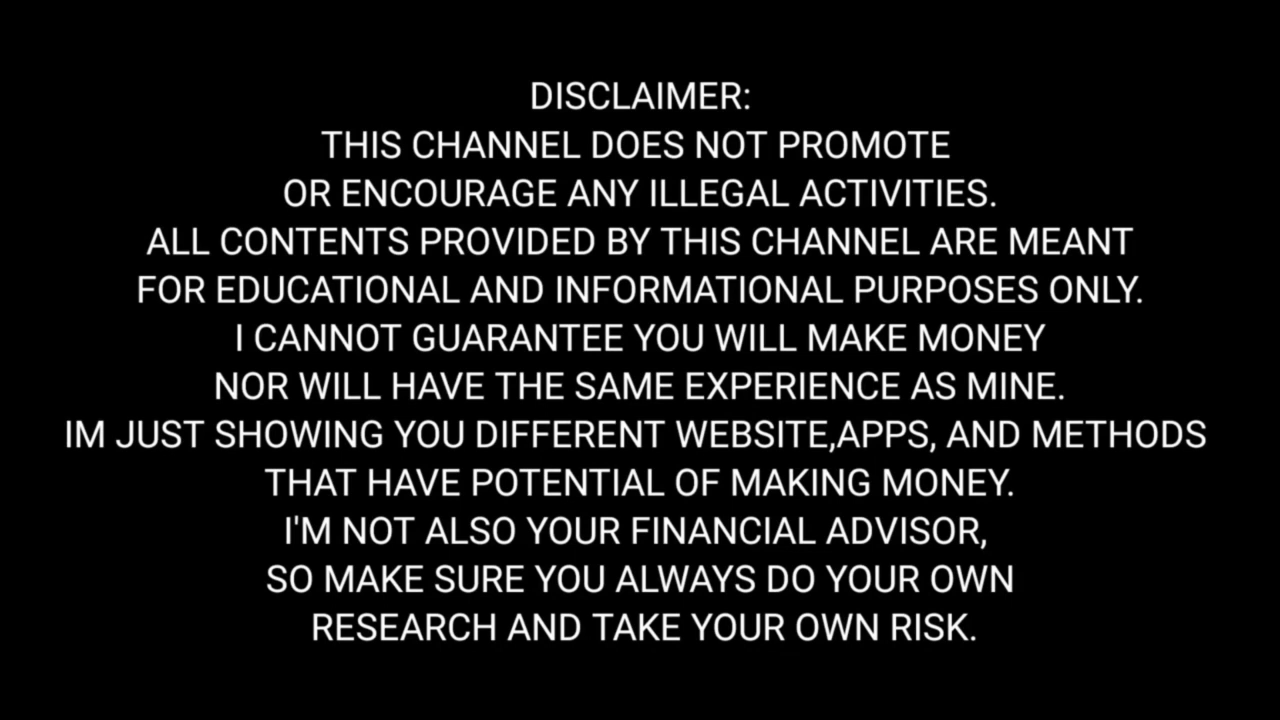 DISCLAIMER:
THIS CHANNEL DOES NOT PROMOTE
OR ENCOURAGE ANY ILLEGAL ACTIVITIES.
ALL CONTENTS PROVIDED BY THIS CHANNEL ARE MEANT
FOR EDUCATIONAL AND INFORMATIONAL PURPOSES ONLY.
I CANNOT GUARANTEE YOU WILL MAKE MONEY
NOR WILL HAVE THE SAME EXPERIENCE AS MINE.
IM JUST SHOWING YOU DIFFERENT WEBSITE,APPS, AND METHODS
THAT HAVE POTENTIAL OF MAKING MONEY.
I'M NOT ALSO YOUR FINANCIAL ADVISOR,
SO MAKE SURE YOU ALWAYS DO YOUR OWN
RESEARCH AND TAKE YOUR OWN RISK.